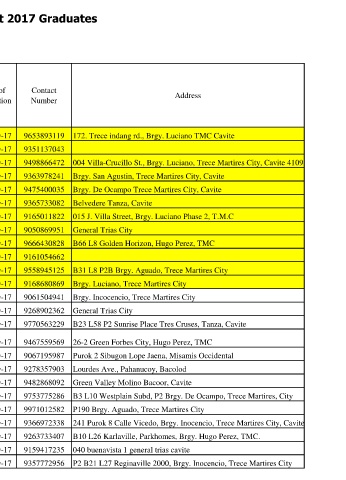 t 2017 Graduates
of
tion
Contact
Number
Address
-17 9653893119 172. Trece indang rd., Brgy. Luciano TMC Cavite
-17 9351137043
-17 9498866472 004 Villa-Crucillo St., Brgy. Luciano, Trece Martires City, Cavite 4109
-17 9363978241 Brgy. San Agustin, Trece Martires City, Cavite
-17 9475400035 Brgy. De Ocampo Trece Martires City, Cavite
-17 9365733082 Belvedere Tanza, Cavite
-17 9165011822 015 J. Villa Street, Brgy. Luciano Phase 2, T.M.C
-17 9050869951 General Trias City
-17 9666430828 B66 L8 Golden Horizon, Hugo Perez, TMC
-17 9161054662
-17 9558945125 B31 L8 P2B Brgy. Aguado, Trece Martires City
-17 9168680869 Brgy. Luciano, Trece Martires City
-17 9061504941 Brgy. Incocencio, Trece Martires City
-17 9268902362 General Trias City
-17 9770563229 B23 L58 P2 Sunrise Place Tres Cruses, Tanza, Cavite
-17 9467559569 26-2 Green Forbes City, Hugo Perez, TMC
-17 9067195987 Purok 2 Sibugon Lope Jaena, Misamis Occidental
-17 9278357903 Lourdes Ave., Pahanucoy, Bacolod
-17 9482868092 Green Valley Molino Bacoor, Cavite
-17 9753775286 B3 L10 Westplain Subd, P2 Brgy. De Ocampo, Trece Martires, City
-17 9971012582 P190 Brgy. Aguado, Trece Martires City
-17 9366972338 241 Purok 8 Calle Vicedo, Brgy. Inocencio, Trece Martires City, Cavite
-17 9263733407 B10 L26 Karlaville, Parkhomes, Brgy. Hugo Perez, TMC.
-17 9159417235 040 buenavista 1 general trias cavite
-17 9357772956 P2 B21 L27 Reginaville 2000, Brgy. Inocencio, Trece Martires City